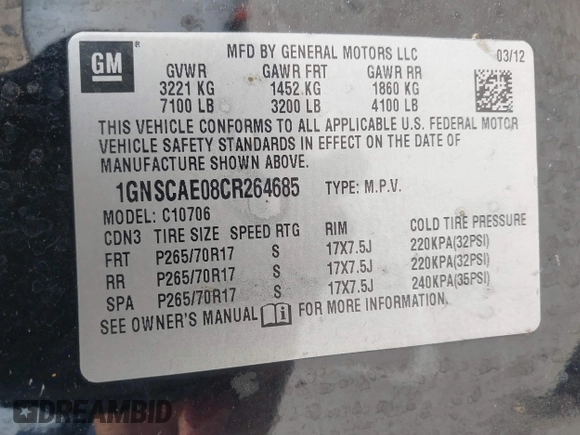 GM ® MFD BY GENERAL MOTORS LLC 03/12
GVWR GAWR FRT GAWR RR
3221 KG 1452 KG 1860 KG
7100 LB 3200 LB 4100 LB
THIS VEHICLE CONFORMS TO ALL APPLICABLE U.S. FEDERAL MOTOR
VEHICLE SAFETY STANDARDS IN EFFECT ON THE DATE OF
MANUFACTURE SHOWN ABOVE.
1GNSCAE08CR264685 TYPE: M.P.V.
MODEL: C10706
CDN3 TIRE SIZE SPEED RTG RIM COLD TIRE PRESSURE
FRT P265/70R17 S 17X7.5J 220KPA(32PSI)
RR P265/70R17 S 17X7.5J 220KPA(32PSI)
SPA P265/70R17 S 17X7.5J 240KPA(35PSI)
SEE OWNER'S MANUAL FOR MORE INFORMATION.
DREAMBID